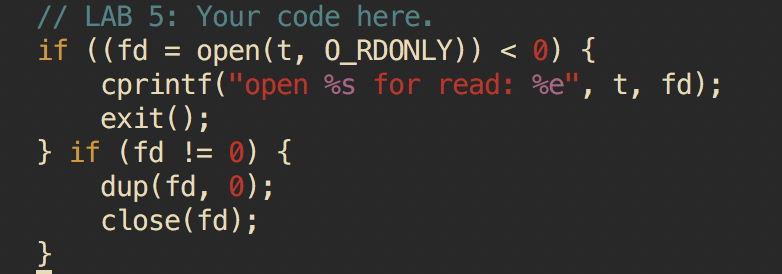 // LAB 5: Your code here.
if ((fd = open(t, O_RDONLY)) < 0) {
    cprintf("open %s for read: %e", t, fd);
    exit();
} if (fd != 0) {
    dup(fd, 0);
    close(fd);
}